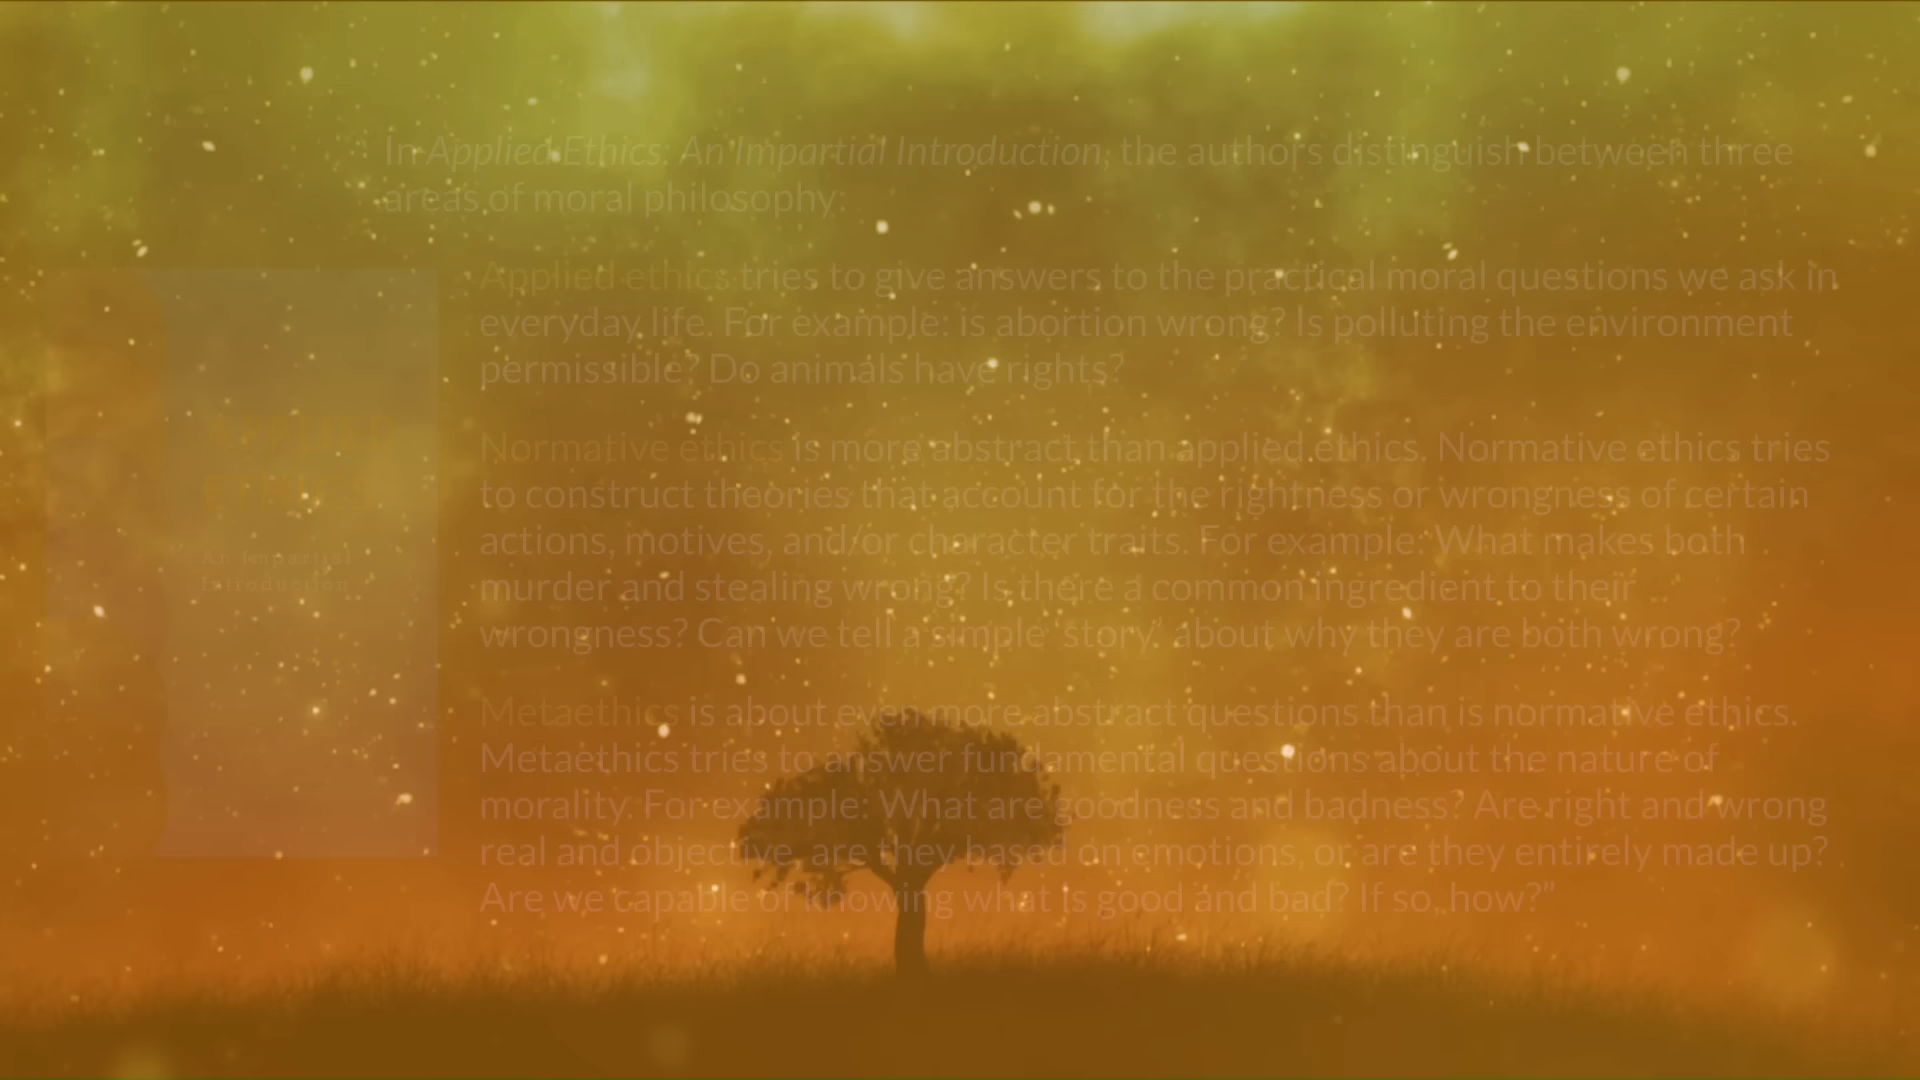 In Applied Ethics: An Impartial Introduction, the authors distinguish between three
areas of moral philosophy:
Applied ethics tries to give answers to the practical moral questions we ask in
everyday life. For example: is abortion wrong? Is polluting the environment
permissible? Do animals have rights?
APPLIED
ETHICS
An Impartial
Introduction
Normative ethics is more abstract than applied ethics. Normative ethics tries
to construct theories that account for the rightness or wrongness of certain
actions, motives, and/or character traits. For example: What makes both
murder and stealing wrong? Is there a common ingredient to their
wrongness? Can we tell a simple ‘story’ about why they are both wrong?
Metaethics is about even more abstract questions than is normative ethics.
Metaethics tries to answer fundamental questions about the nature of
morality. For example: What are goodness and badness? Are right and wrong
real and objective, are they based on emotions, or are they entirely made up?
Are we capable of knowing what is good and bad? If so, how?”